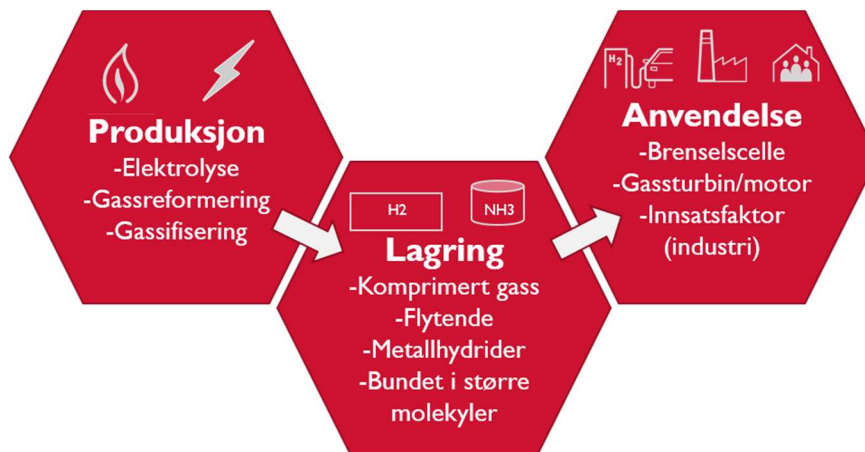 Produksjon
-Elektrolyse
-Gassreformering
-Gassifisering
H2
NH3
Lagring
-Komprimert gass
-Flytende
-Metallhydrider
-Bundet i større
molekyler
H2
Anvendelse
-Brenselscelle
-Gassturbin/motor
-Innsatsfaktor
(industri)